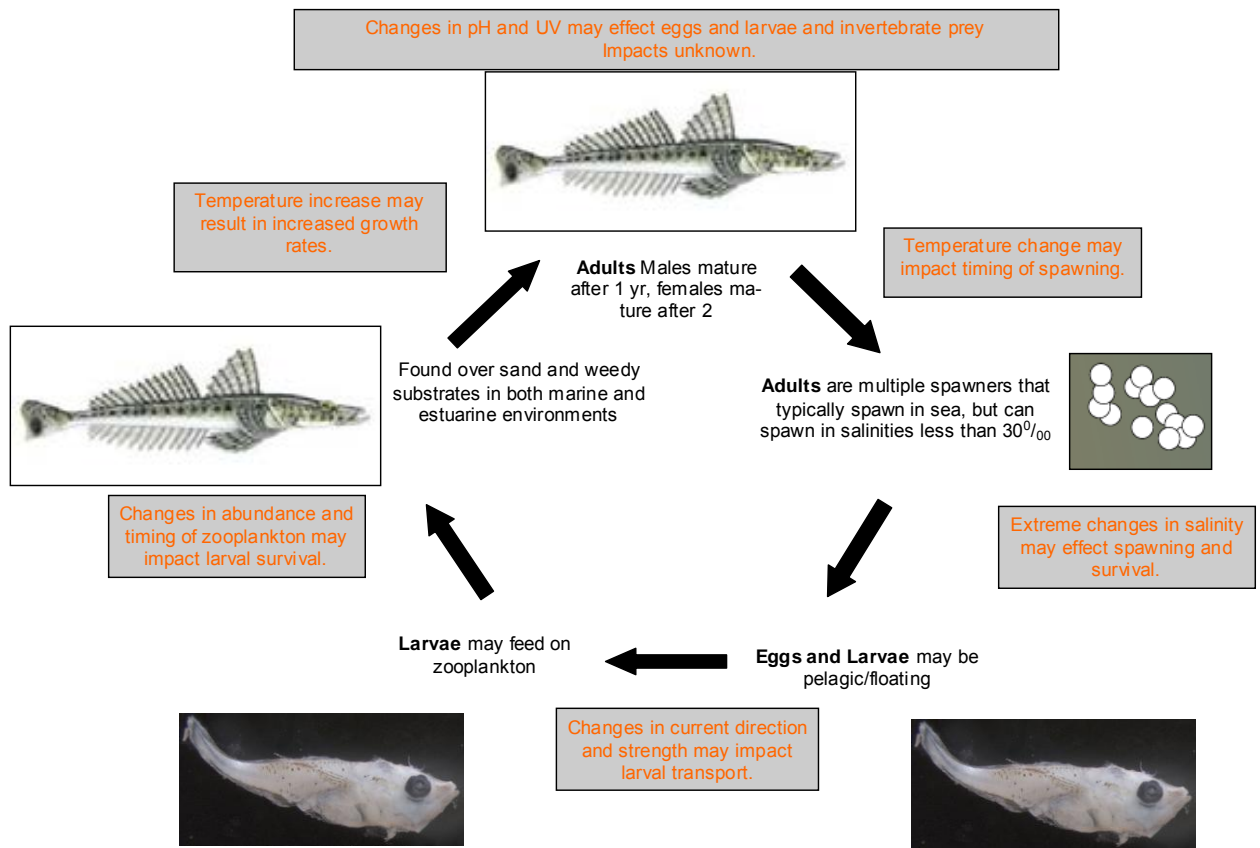 Changes in pH and UV may effect eggs and larvae and invertebrate prey
Impacts unknown.
Temperature increase may
result in increased growth
rates.
Adults Males mature
after 1 yr, females ma-
ture after 2
Temperature change may
impact timing of spawning.
Found over sand and weedy
substrates in both marine and
estuarine environments
Adults are multiple spawners that
typically spawn in sea, but can
spawn in salinities less than 30⁰/₀₀
Changes in abundance and
timing of zooplankton may
impact larval survival.
Extreme changes in salinity
may effect spawning and
survival.
Larvae may feed on
zooplankton
Eggs and Larvae may be
pelagic/floating
Changes in current direction
and strength may impact
larval transport.